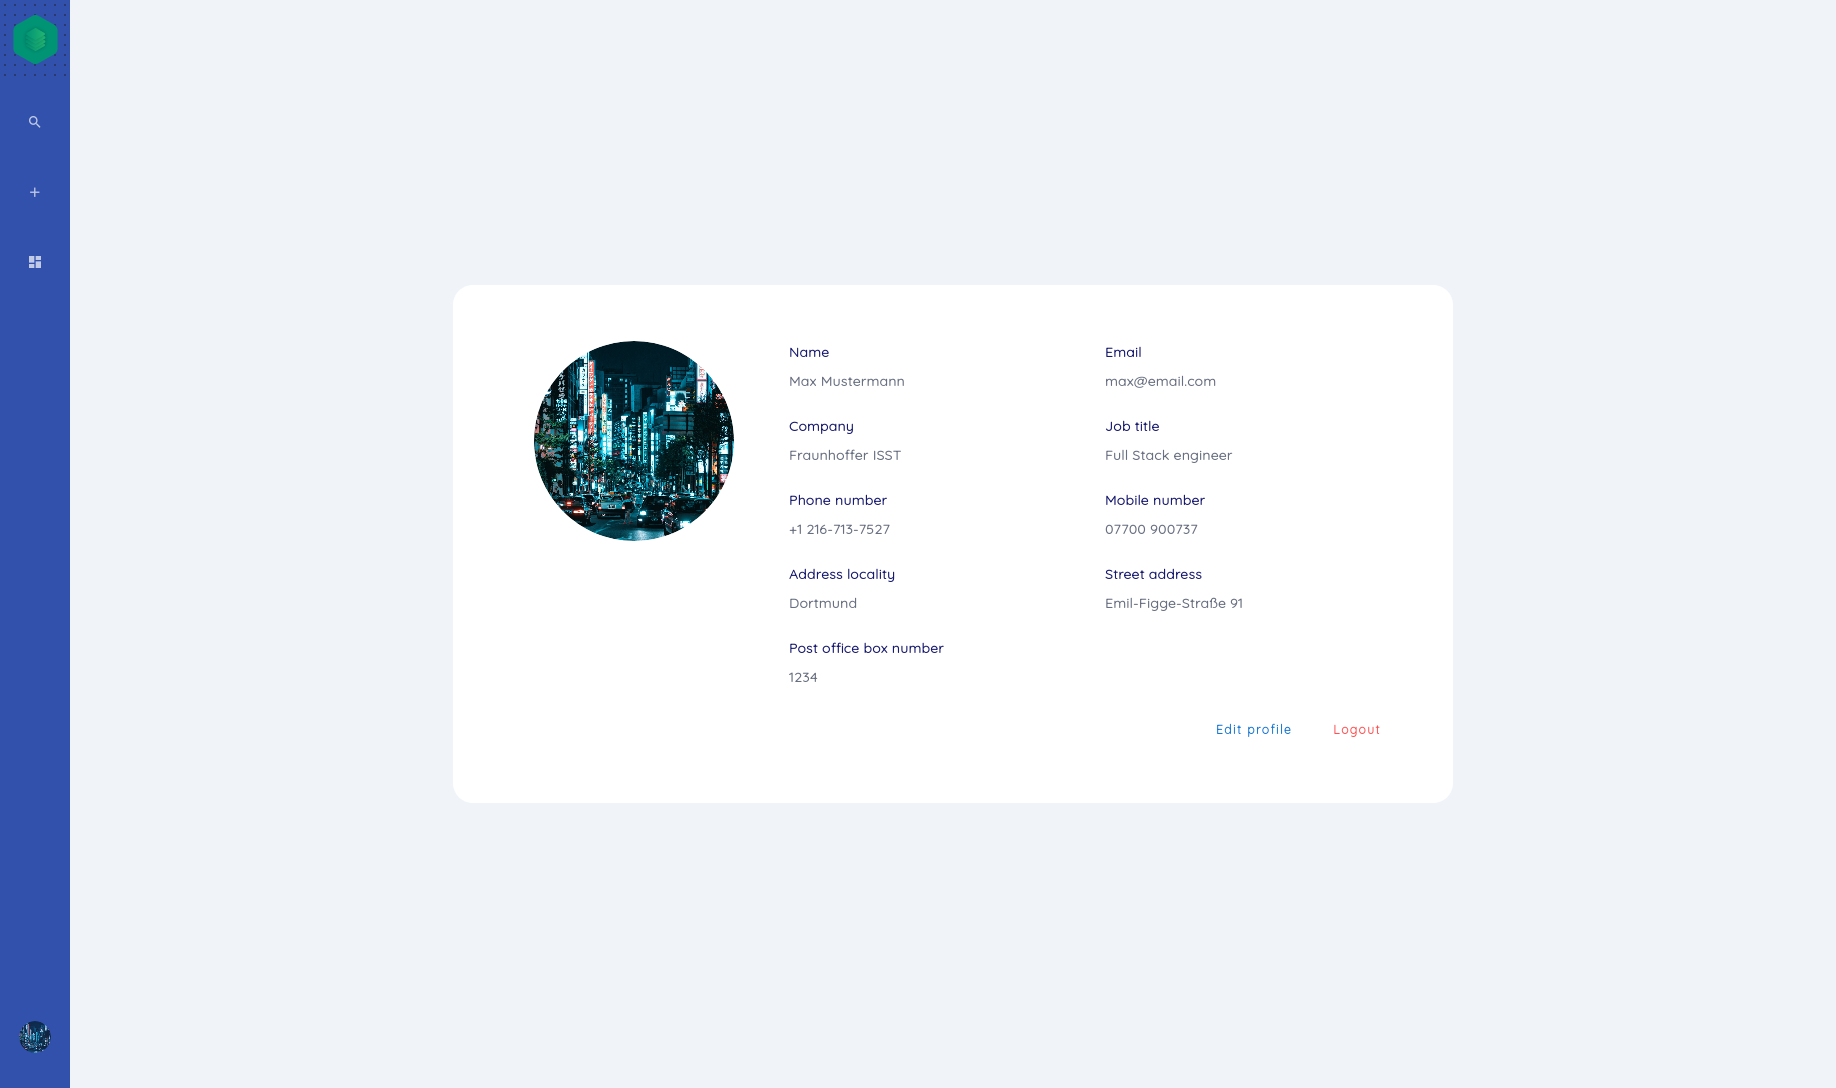 Name
Max Mustermann
Email
max@email.com
Company
Fraunhoffer ISST
Job title
Full Stack engineer
Phone number
+1 216-713-7527
Mobile number
07700 900737
Address locality
Dortmund
Street address
Emil-Figge-Straße 91
Post office box number
1234
Edit profile
Logout